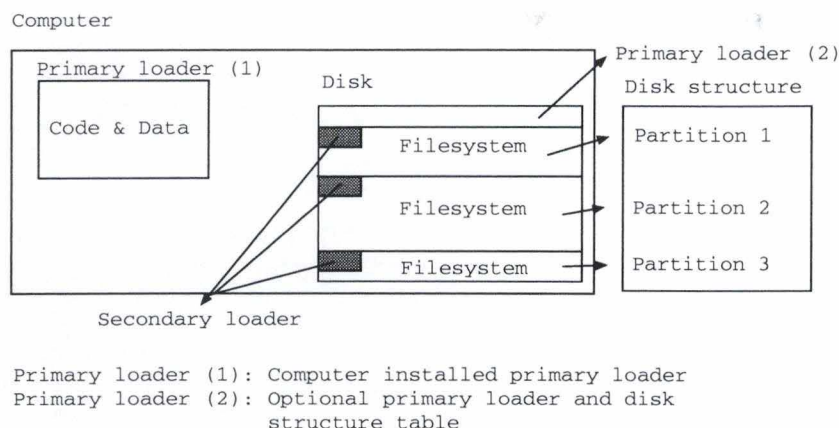 Computer
Primary loader (1)
Code & Data
Disk
Filesystem
Filesystem
Filesystem
Secondary loader
Primary loader (2)
Disk structure
Partition 1
Partition 2
Partition 3
Primary loader (1): Computer installed primary loader
Primary loader (2): Optional primary loader and disk
structure table